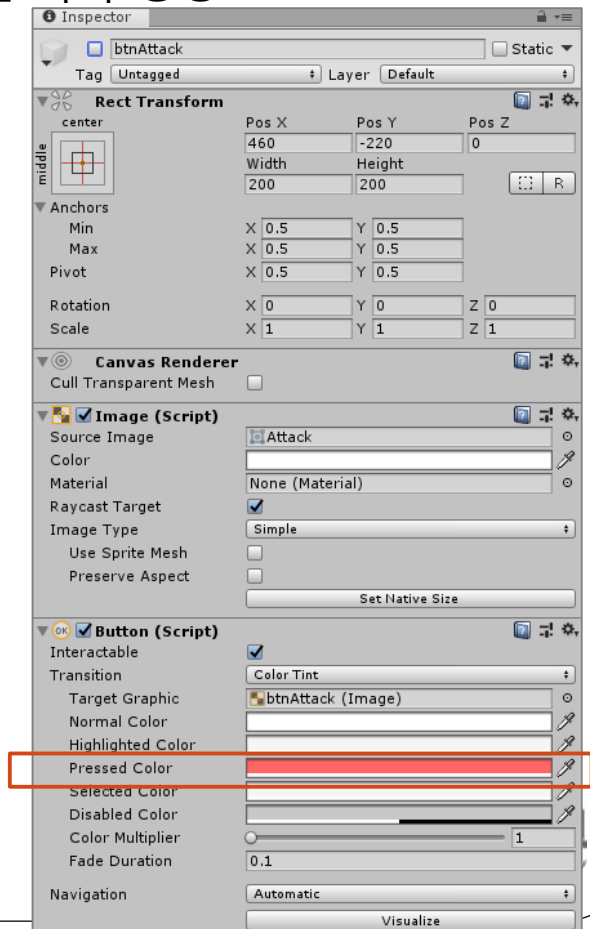 Inspector
btnAttack Static
Tag Untagged Layer Default
Rect Transform
center Pos X Pos Y Pos Z
middle 460 -220 0
Width Height
200 200 R
Anchors
Min X 0.5 Y 0.5
Max X 0.5 Y 0.5
Pivot X 0.5 Y 0.5
Rotation X 0 Y 0 Z 0
Scale X 1 Y 1 Z 1
Canvas Renderer
Cull Transparent Mesh
Image (Script)
Source Image Attack
Color
Material None (Material)
Raycast Target
Image Type Simple
Use Sprite Mesh
Preserve Aspect
Set Native Size
OK Button (Script)
Interactable
Transition Color Tint
Target Graphic btnAttack (Image)
Normal Color
Highlighted Color
Pressed Color
Selected Color
Disabled Color
Color Multiplier 1
Fade Duration 0.1
Navigation Automatic
Visualize